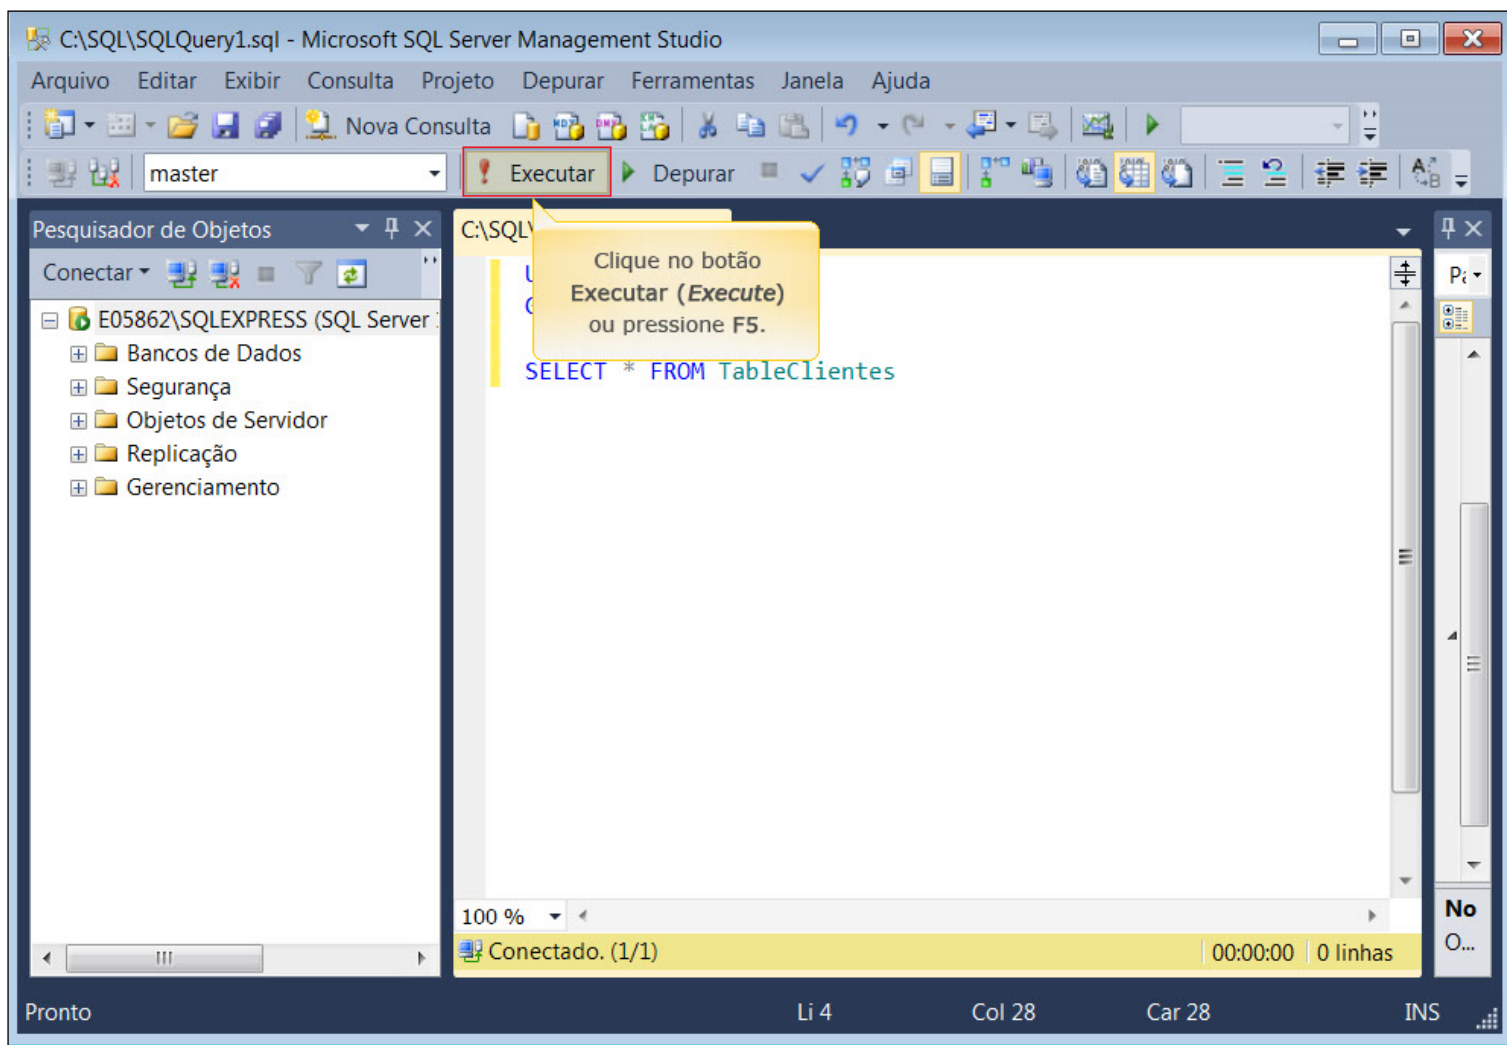 C:\SQL\SQLQuery1.sql - Microsoft SQL Server Management Studio
Arquivo Editar Exibir Consulta Projeto Depurar Ferramentas Janela Ajuda
Nova Consulta
master Executar Depurar
Pesquisador de Objetos
Conectar
E05862\SQLEXPRESS (SQL Server
Bancos de Dados
Segurança
Objetos de Servidor
Replicação
Gerenciamento
C:\SQL\
Clique no botão
Executar (Execute)
ou pressione F5.
SELECT * FROM TableClientes
100 %
Conectado. (1/1) 00:00:00 0 linhas
No
O...
Pronto Li 4 Col 28 Car 28 INS